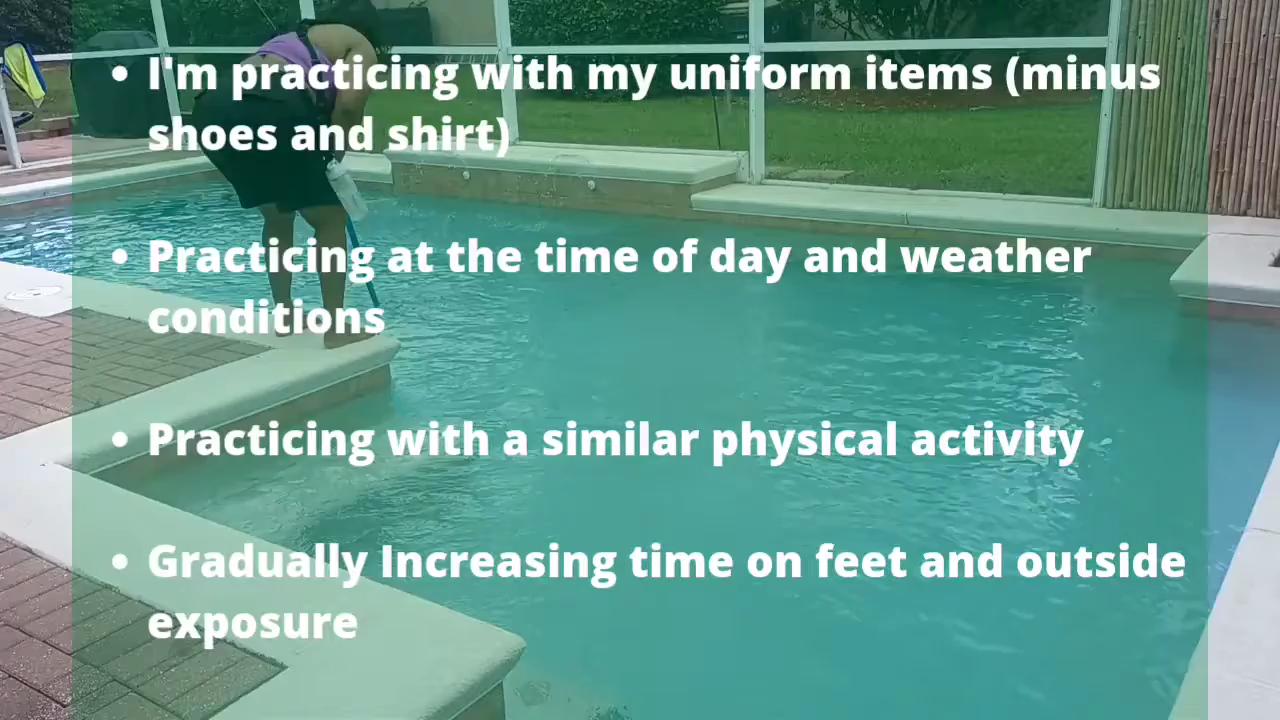 • I'm practicing with my uniform items (minus
shoes and shirt)
• Practicing at the time of day and weather
conditions
• Practicing with a similar physical activity
• Gradually Increasing time on feet and outside
exposure